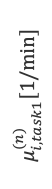 μ_{i,task1}^{(n)} [1/min]